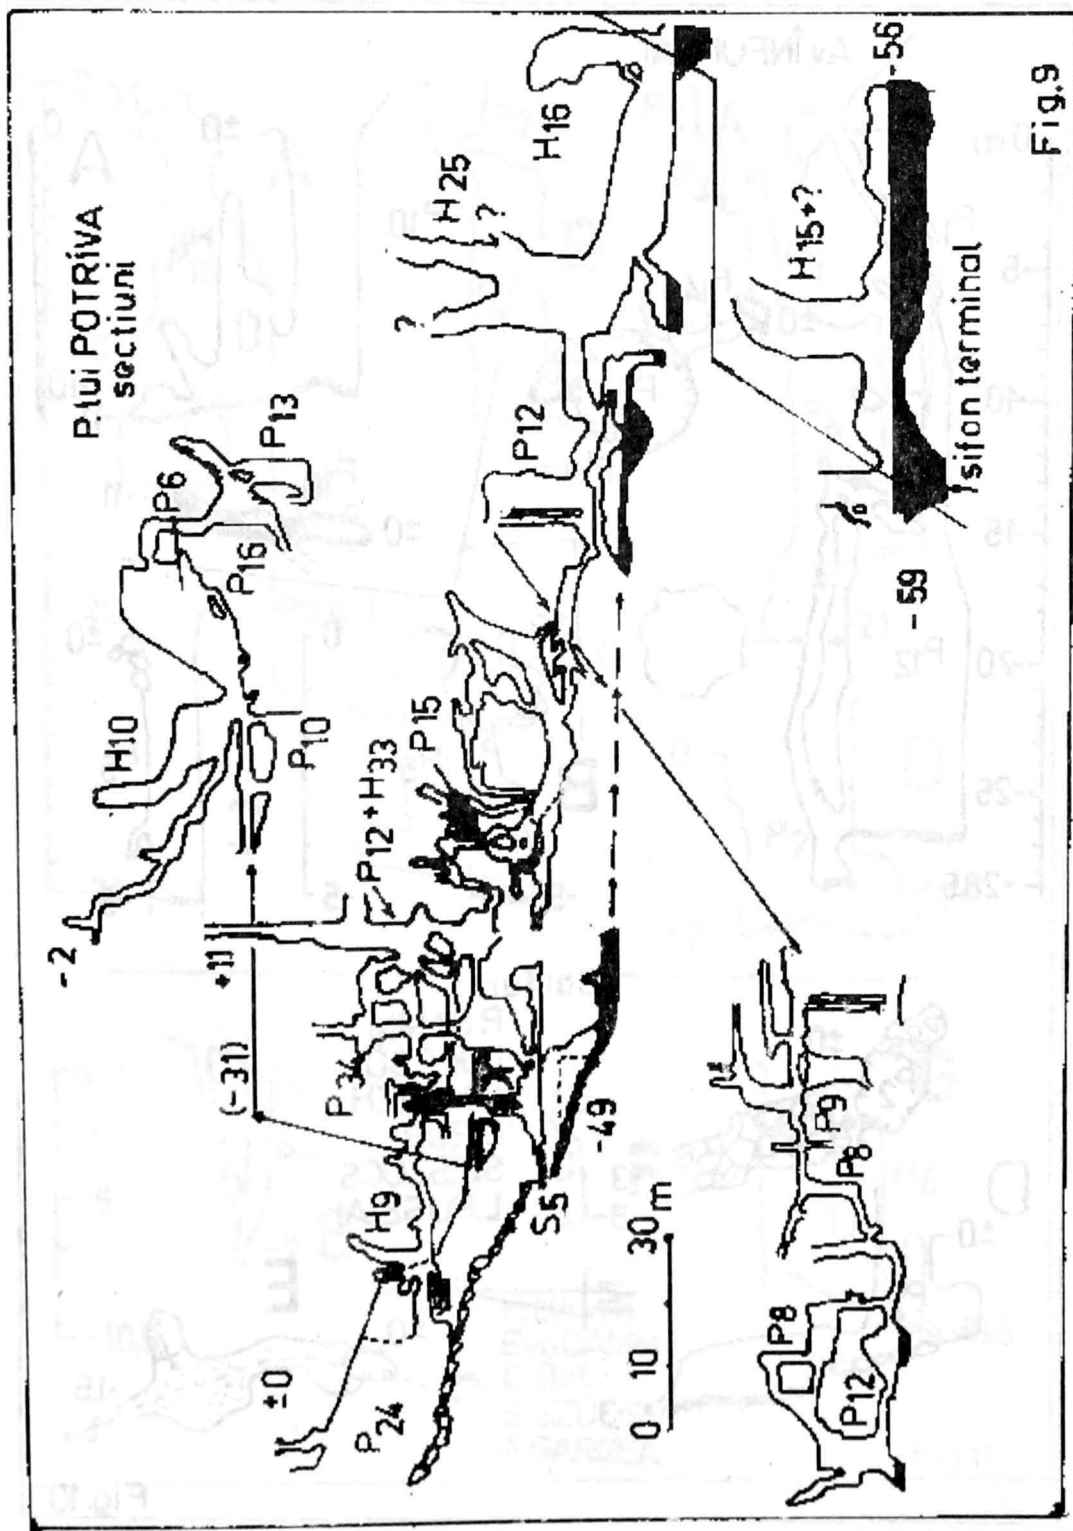 P.lui POTRIVA
sectiuni
-2
H10
P6
P13
P16
P10
+11
(-31)
P12+H33
P34
P15
P12
?
H25
?
H16
±0
H9
P24
S5
-49
0 10 30m
P8
P12
P8
P9
H15+?
-56
-59
sifon terminal
Fig.9